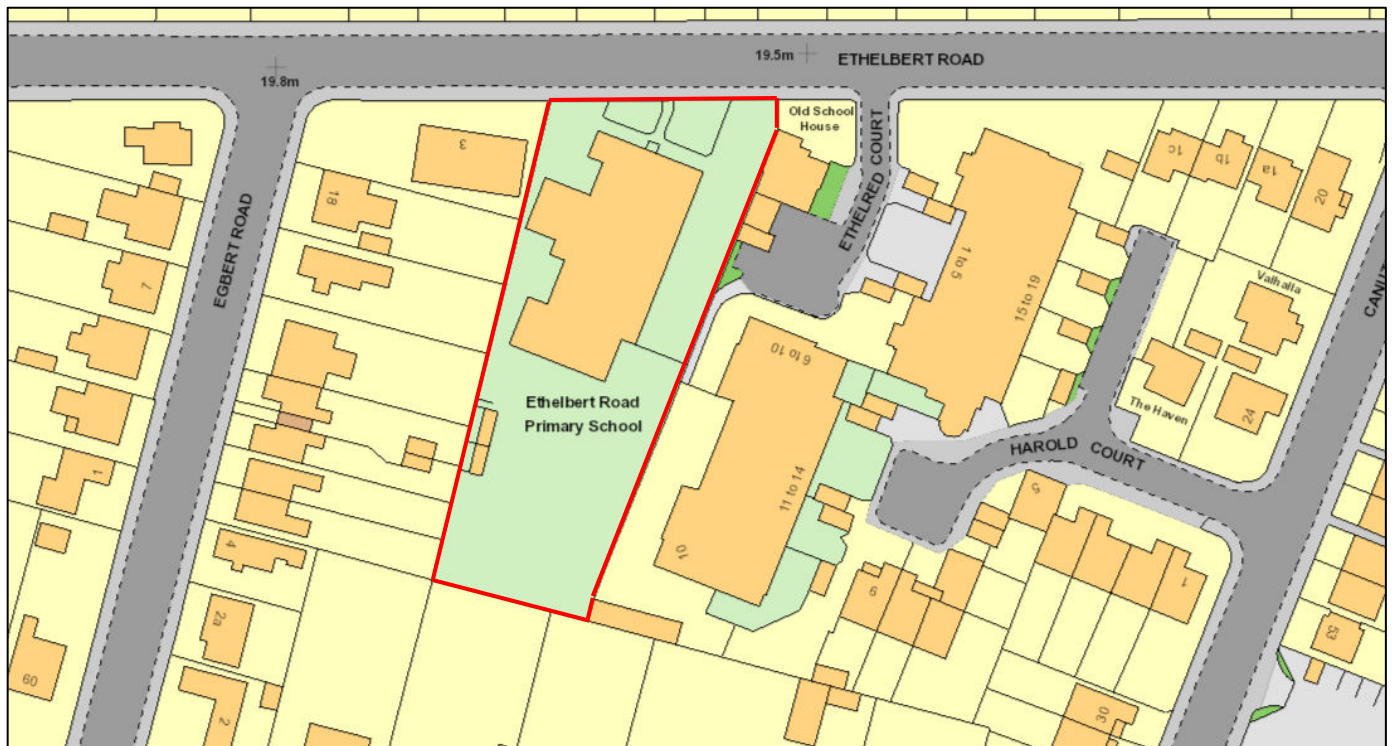 19.5m
ETHELBERT ROAD
19.8m
Old School
House
ETHELRED COURT
3
1c
1b
1a
20
18
EGBERT ROAD
7
1 to 5
15 to 19
Valhalla
CANUT
6 to 10
Ethelbert Road
Primary School
The Haven
24
HAROLD COURT
1
11 to 14
5
10
4
9
1
2a
53
60
2
30